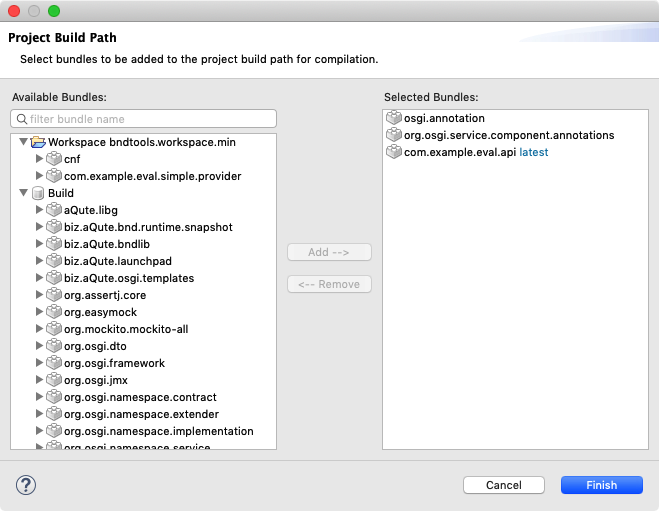 Project Build Path
Select bundles to be added to the project build path for compilation.
Available Bundles:
filter bundle name
Workspace bndtools.workspace.min
cnf
com.example.eval.simple.provider
Build
aQute.libg
biz.aQute.bnd.runtime.snapshot
biz.aQute.bndlib
biz.aQute.launchpad
biz.aQute.osgi.templates
org.assertj.core
org.easymock
org.mockito.mockito-all
org.osgi.dto
org.osgi.framework
org.osgi.jmx
org.osgi.namespace.contract
org.osgi.namespace.extender
org.osgi.namespace.implementation
org.osgi.namespace.service
Add -->
<-- Remove
Selected Bundles:
osgi.annotation
org.osgi.service.component.annotations
com.example.eval.api latest
?
Cancel
Finish